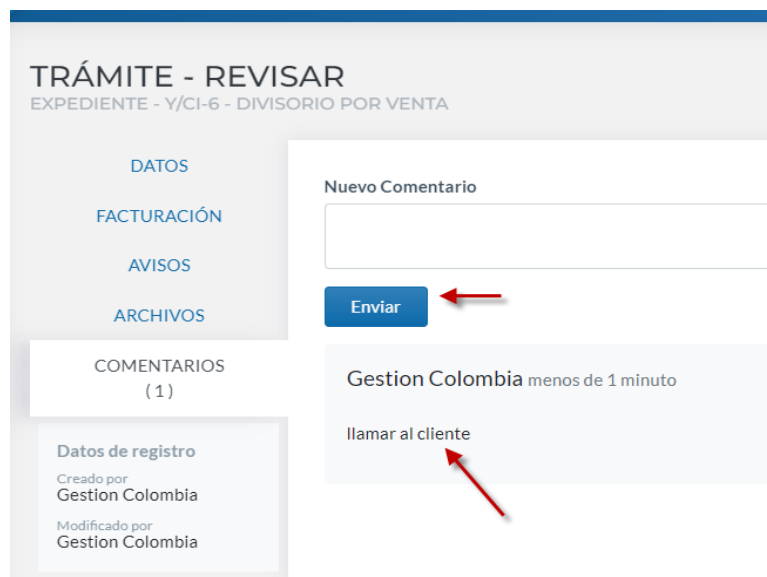 TRÁMITE - REVISAR
EXPEDIENTE - Y/CI-6 - DIVISORIO POR VENTA
DATOS
FACTURACIÓN
AVISOS
ARCHIVOS
COMENTARIOS
(1)
Datos de registro
Creado por
Gestion Colombia
Modificado por
Gestion Colombia
Nuevo Comentario
Enviar
Gestion Colombia menos de 1 minuto
llamar al cliente